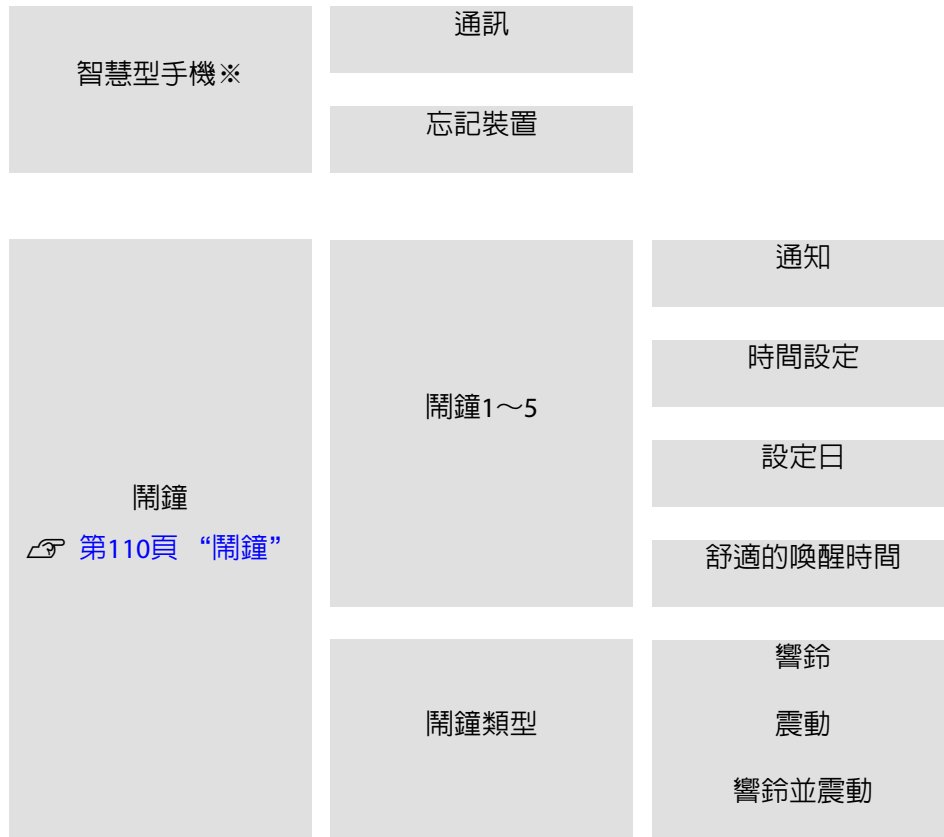 智慧型手機※
通訊
忘記裝置
鬧鐘
☞ 第110頁 “鬧鐘”
鬧鐘1～5
通知
時間設定
設定日
舒適的喚醒時間
鬧鐘類型
響鈴
震動
響鈴並震動